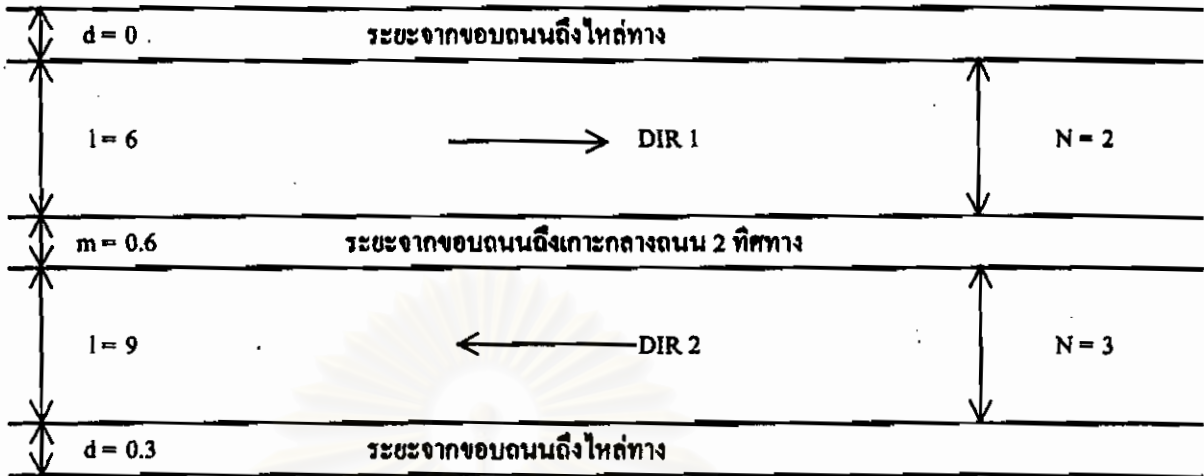 d = 0 ระยะจากขอบถนนถึงไหล่ทาง
l = 6 DIR 1 N = 2
m = 0.6 ระยะจากขอบถนนถึงเกาะกลางถนน 2 ทิศทาง
l = 9 DIR 2 N = 3
d = 0.3 ระยะจากขอบถนนถึงไหล่ทาง